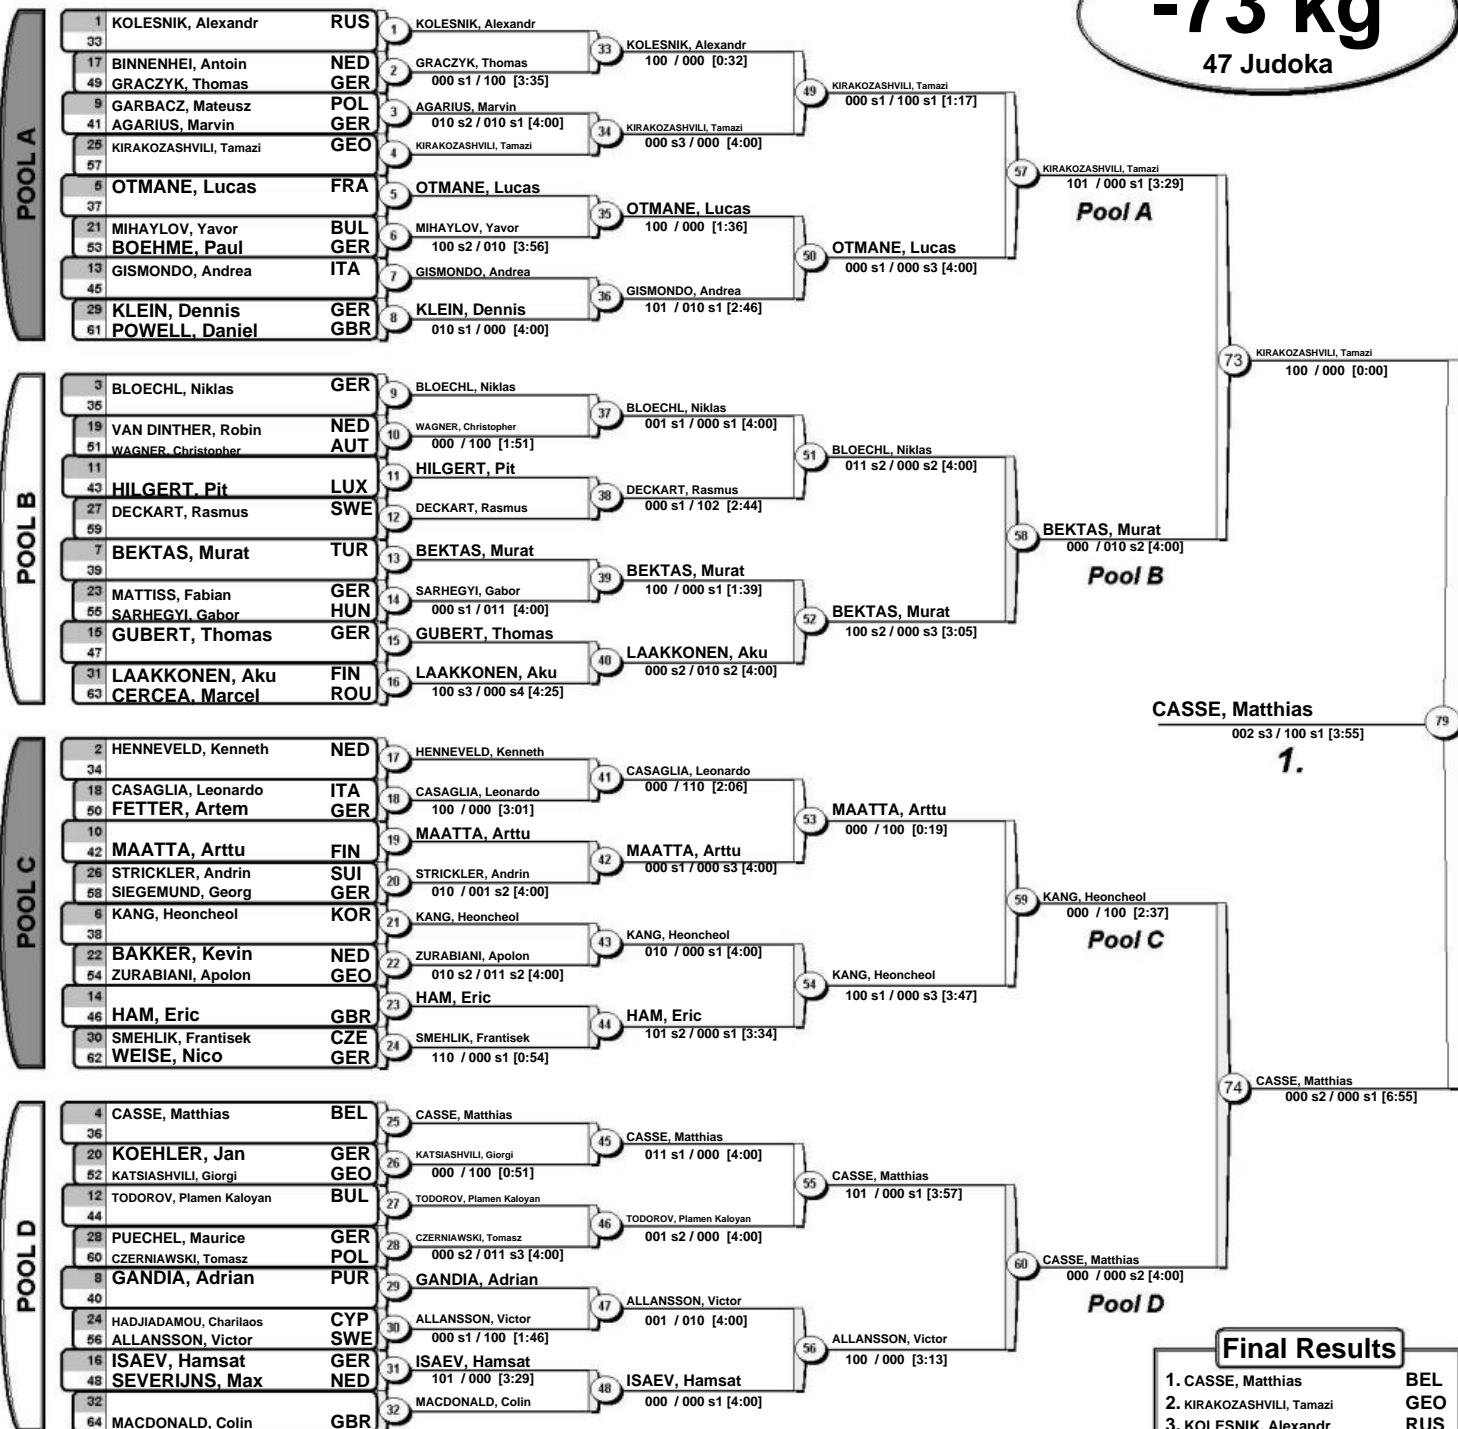 -73 kg
47 Judoka
POOL A
1 KOLESNIK, Alexandr RUS
33
17 BINNENHEI, Antoin NED
49 GRACZYK, Thomas GER
9 GARBACZ, Mateusz POL
41 AGARIUS, Marvin GER
25 KIRAKOZASHVILI, Tamazi GEO
57
5 OTMANE, Lucas FRA
37
21 MIHAYLOV, Yavor BUL
53 BOEHME, Paul GER
13 GISMONDO, Andrea ITA
45
29 KLEIN, Dennis GER
61 POWELL, Daniel GBR
1 KOLESNIK, Alexandr
2 GRACZYK, Thomas
000 s1 / 100 [3:35]
3 AGARIUS, Marvin
010 s2 / 010 s1 [4:00]
4 KIRAKOZASHVILI, Tamazi
5 OTMANE, Lucas
6 MIHAYLOV, Yavor
100 s2 / 010 [3:56]
7 GISMONDO, Andrea
8 KLEIN, Dennis
010 s1 / 000 [4:00]
33 KOLESNIK, Alexandr
100 / 000 [0:32]
34 KIRAKOZASHVILI, Tamazi
000 s3 / 000 [4:00]
35 OTMANE, Lucas
100 / 000 [1:36]
36 GISMONDO, Andrea
101 / 010 s1 [2:46]
49 KIRAKOZASHVILI, Tamazi
000 s1 / 100 s1 [1:17]
50 OTMANE, Lucas
000 s1 / 000 s3 [4:00]
57 KIRAKOZASHVILI, Tamazi
101 / 000 s1 [3:29]
Pool A
POOL B
3 BLOECHL, Niklas GER
35
19 VAN DINTHER, Robin NED
51 WAGNER, Christopher AUT
11
43 HILGERT, Pit LUX
27 DECKART, Rasmus SWE
59
7 BEKTAS, Murat TUR
39
23 MATTISS, Fabian GER
55 SARHEGYI, Gabor HUN
15 GUBERT, Thomas GER
47
31 LAAKKONEN, Aku FIN
63 CERCEA, Marcel ROU
9 BLOECHL, Niklas
10 WAGNER, Christopher
000 / 100 [1:51]
11 HILGERT, Pit
12 DECKART, Rasmus
13 BEKTAS, Murat
14 SARHEGYI, Gabor
000 s1 / 011 [4:00]
15 GUBERT, Thomas
16 LAAKKONEN, Aku
100 s3 / 000 s4 [4:25]
37 BLOECHL, Niklas
001 s1 / 000 s1 [4:00]
38 DECKART, Rasmus
000 s1 / 102 [2:44]
39 BEKTAS, Murat
100 / 000 s1 [1:39]
40 LAAKKONEN, Aku
000 s2 / 010 s2 [4:00]
51 BLOECHL, Niklas
011 s2 / 000 s2 [4:00]
52 BEKTAS, Murat
100 s2 / 000 s3 [3:05]
58 BEKTAS, Murat
000 / 010 s2 [4:00]
Pool B
73 KIRAKOZASHVILI, Tamazi
100 / 000 [0:00]
CASSE, Matthias 79
002 s3 / 100 s1 [3:55]
1.
POOL C
2 HENNEVELD, Kenneth NED
34
18 CASAGLIA, Leonardo ITA
50 FETTER, Artem GER
10
42 MAATTA, Arttu FIN
26 STRICKLER, Andrin SUI
58 SIEGEMUND, Georg GER
6 KANG, Heoncheol KOR
38
22 BAKKER, Kevin NED
54 ZURABIANI, Apolon GEO
14
46 HAM, Eric GBR
30 SMEHLIK, Frantisek CZE
62 WEISE, Nico GER
17 HENNEVELD, Kenneth
18 CASAGLIA, Leonardo
100 / 000 [3:01]
19 MAATTA, Arttu
20 STRICKLER, Andrin
010 / 001 s2 [4:00]
21 KANG, Heoncheol
22 ZURABIANI, Apolon
010 s2 / 011 s2 [4:00]
23 HAM, Eric
24 SMEHLIK, Frantisek
110 / 000 s1 [0:54]
41 CASAGLIA, Leonardo
000 / 110 [2:06]
42 MAATTA, Arttu
000 s1 / 000 s3 [4:00]
43 KANG, Heoncheol
010 / 000 s1 [4:00]
44 HAM, Eric
101 s2 / 000 s1 [3:34]
53 MAATTA, Arttu
000 / 100 [0:19]
54 KANG, Heoncheol
100 s1 / 000 s3 [3:47]
59 KANG, Heoncheol
000 / 100 [2:37]
Pool C
74 CASSE, Matthias
000 s2 / 000 s1 [6:55]
POOL D
4 CASSE, Matthias BEL
36
20 KOEHLER, Jan GER
52 KATSIASHVILI, Giorgi GEO
12 TODOROV, Plamen Kaloyan BUL
44
28 PUECHEL, Maurice GER
60 CZERNIAWSKI, Tomasz POL
8 GANDIA, Adrian PUR
40
24 HADJIADAMOU, Charilaos CYP
56 ALLANSSON, Victor SWE
16 ISAEV, Hamsat GER
48 SEVERIJNS, Max NED
32
64 MACDONALD, Colin GBR
25 CASSE, Matthias
26 KATSIASHVILI, Giorgi
000 / 100 [0:51]
27 TODOROV, Plamen Kaloyan
28 CZERNIAWSKI, Tomasz
000 s2 / 011 s3 [4:00]
29 GANDIA, Adrian
30 ALLANSSON, Victor
000 s1 / 100 [1:46]
31 ISAEV, Hamsat
101 / 000 [3:29]
32 MACDONALD, Colin
45 CASSE, Matthias
011 s1 / 000 [4:00]
46 TODOROV, Plamen Kaloyan
001 s2 / 000 [4:00]
47 ALLANSSON, Victor
001 / 010 [4:00]
48 ISAEV, Hamsat
000 / 000 s1 [4:00]
55 CASSE, Matthias
101 / 000 s1 [3:57]
56 ALLANSSON, Victor
100 / 000 [3:13]
60 CASSE, Matthias
000 / 000 s2 [4:00]
Pool D
Final Results
1. CASSE, Matthias BEL
2. KIRAKOZASHVILI, Tamazi GEO
3. KOLESNIK, Alexandr RUS